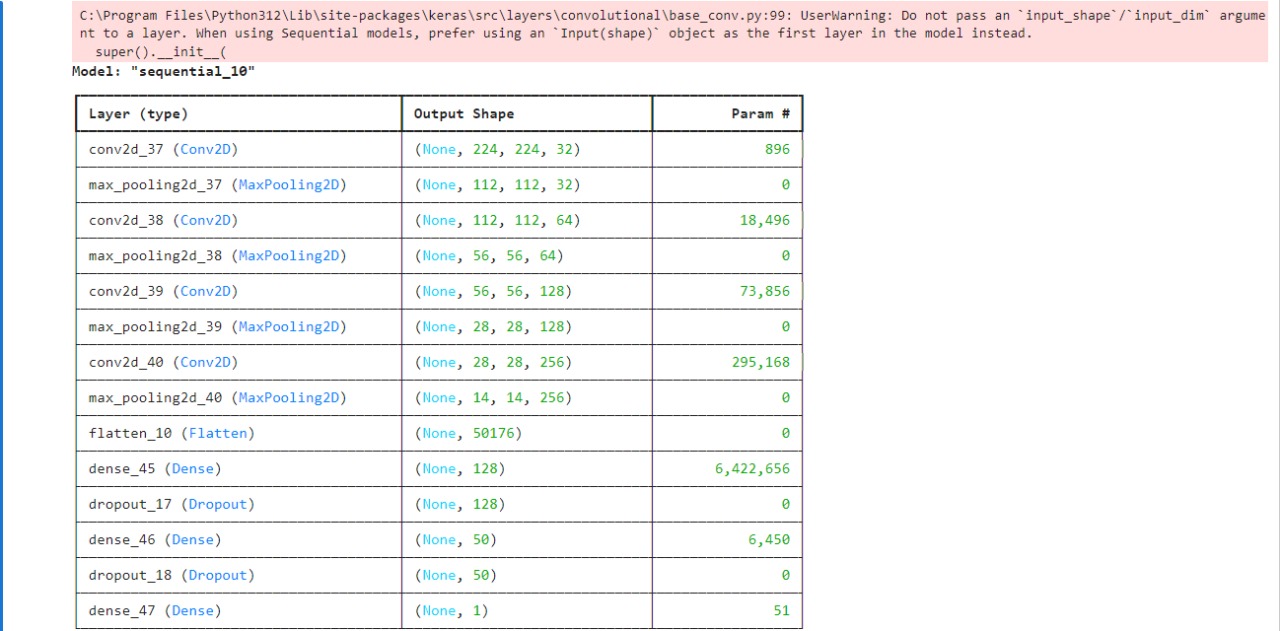 C:\Program Files\Python312\Lib\site-packages\keras\src\layers\convolutional\base_conv.py:99: UserWarning: Do not pass an `input_shape`/`input_dim` argume
nt to a layer. When using Sequential models, prefer using an `Input(shape)` object as the first layer in the model instead.
super().__init__(
Model: "sequential_10"
Layer (type) Output Shape Param #
conv2d_37 (Conv2D) (None, 224, 224, 32) 896
max_pooling2d_37 (MaxPooling2D) (None, 112, 112, 32) 0
conv2d_38 (Conv2D) (None, 112, 112, 64) 18,496
max_pooling2d_38 (MaxPooling2D) (None, 56, 56, 64) 0
conv2d_39 (Conv2D) (None, 56, 56, 128) 73,856
max_pooling2d_39 (MaxPooling2D) (None, 28, 28, 128) 0
conv2d_40 (Conv2D) (None, 28, 28, 256) 295,168
max_pooling2d_40 (MaxPooling2D) (None, 14, 14, 256) 0
flatten_10 (Flatten) (None, 50176) 0
dense_45 (Dense) (None, 128) 6,422,656
dropout_17 (Dropout) (None, 128) 0
dense_46 (Dense) (None, 50) 6,450
dropout_18 (Dropout) (None, 50) 0
dense_47 (Dense) (None, 1) 51